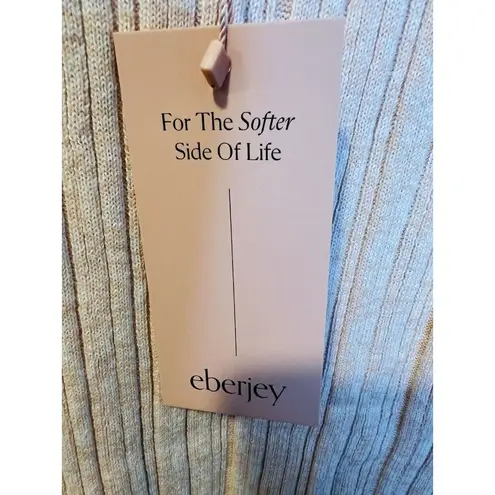 For The Softer
Side Of Life
eberjey